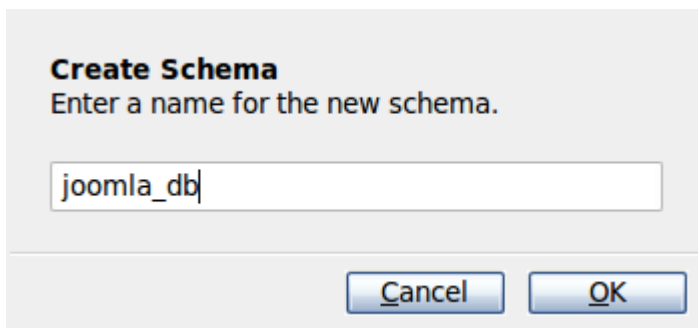 Create Schema
Enter a name for the new schema.
joomla_db
Cancel OK